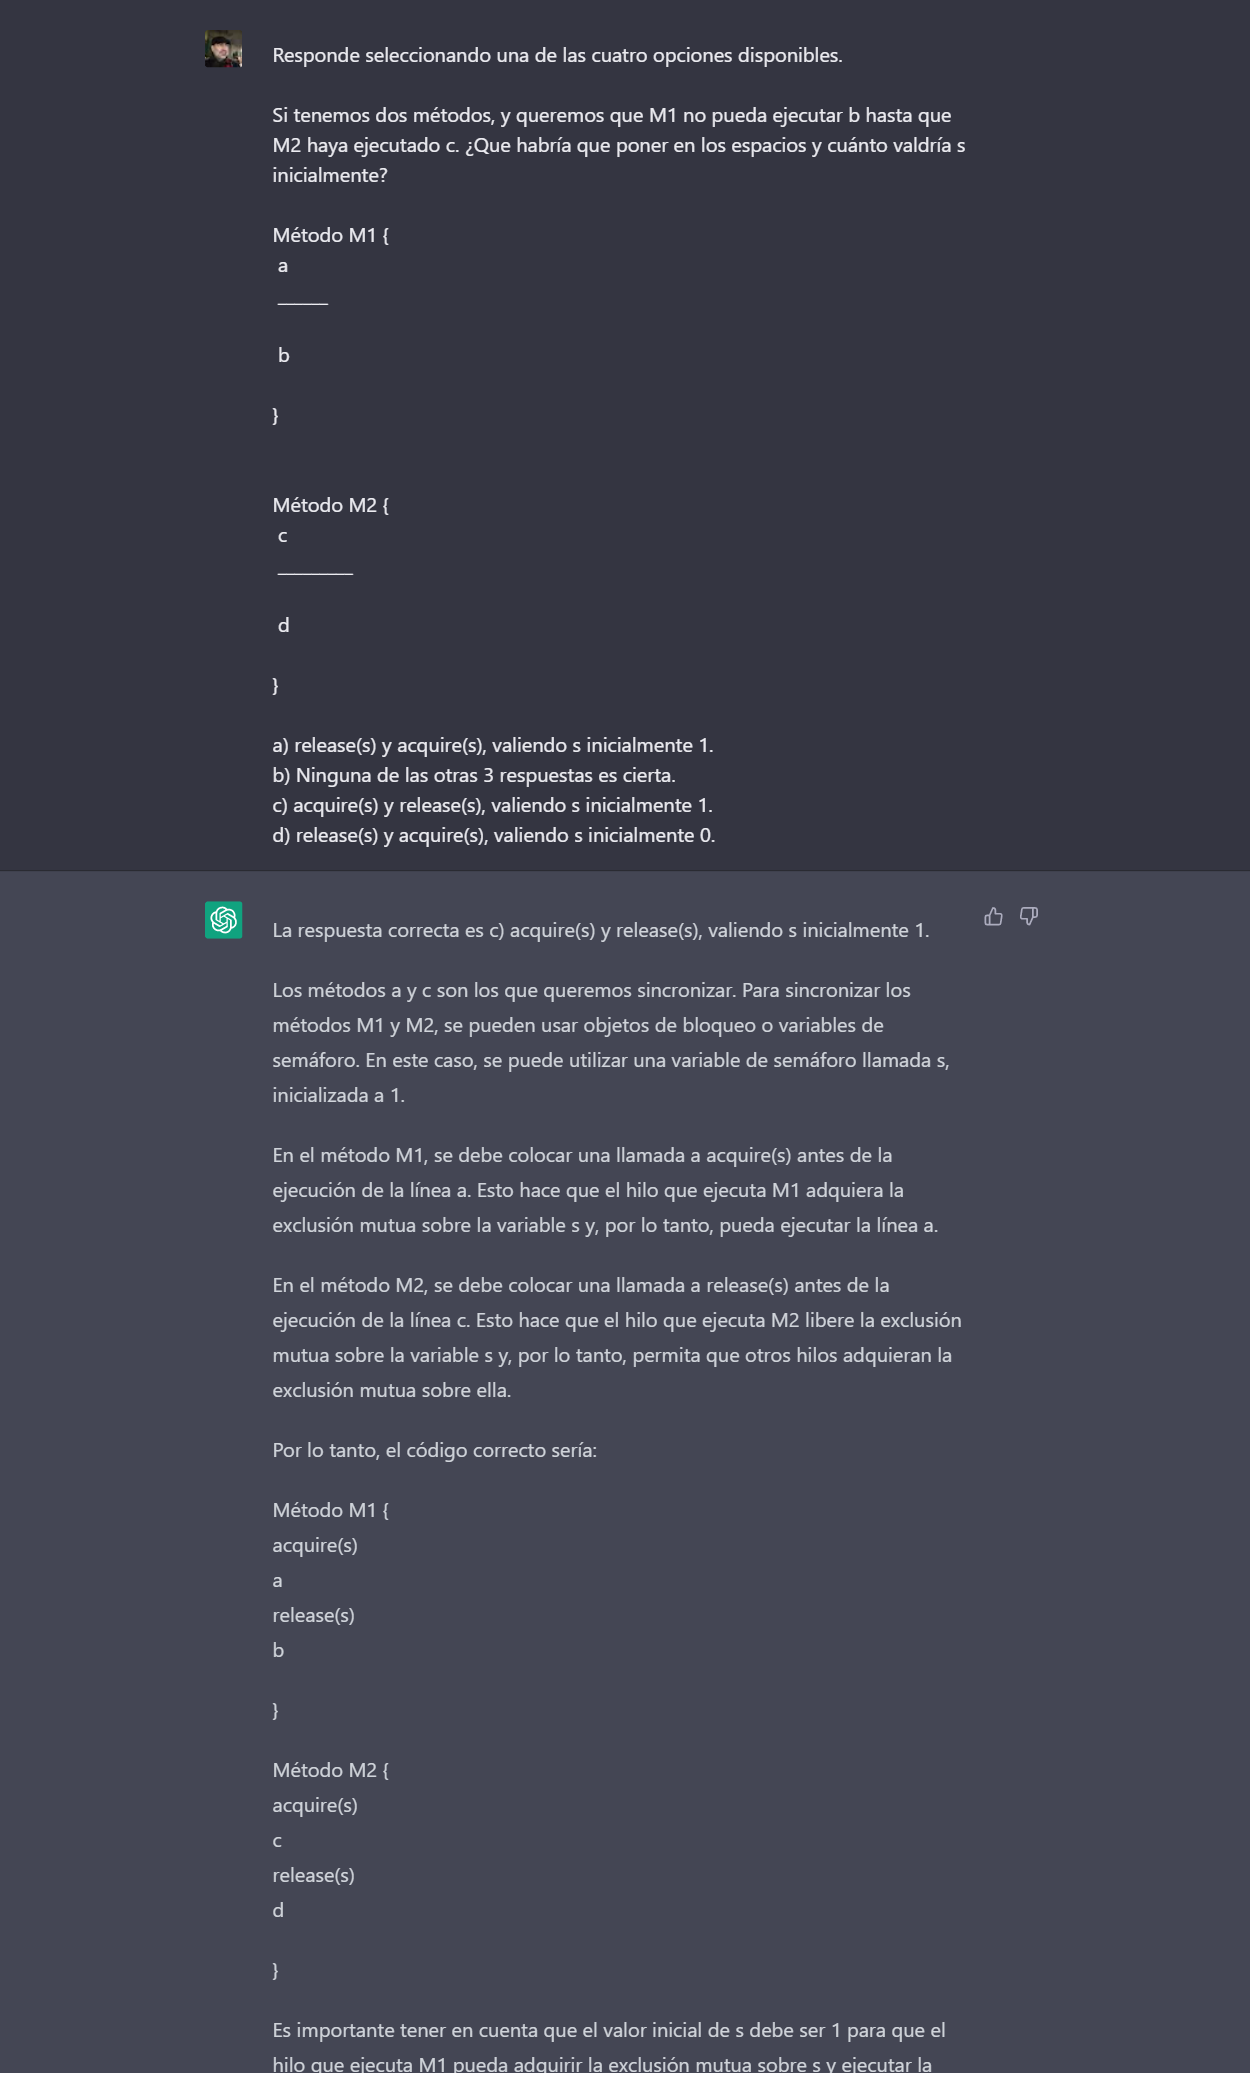 Responde seleccionando una de las cuatro opciones disponibles.
Si tenemos dos métodos, y queremos que M1 no pueda ejecutar b hasta que
M2 haya ejecutado c. ¿Que habría que poner en los espacios y cuánto valdría s
inicialmente?
Método M1 {
a
_____
b
}
Método M2 {
c
________
d
}
a) release(s) y acquire(s), valiendo s inicialmente 1.
b) Ninguna de las otras 3 respuestas es cierta.
c) acquire(s) y release(s), valiendo s inicialmente 1.
d) release(s) y acquire(s), valiendo s inicialmente 0.
La respuesta correcta es c) acquire(s) y release(s), valiendo s inicialmente 1.
Los métodos a y c son los que queremos sincronizar. Para sincronizar los
métodos M1 y M2, se pueden usar objetos de bloqueo o variables de
semáforo. En este caso, se puede utilizar una variable de semáforo llamada s,
inicializada a 1.
En el método M1, se debe colocar una llamada a acquire(s) antes de la
ejecución de la línea a. Esto hace que el hilo que ejecuta M1 adquiera la
exclusión mutua sobre la variable s y, por lo tanto, pueda ejecutar la línea a.
En el método M2, se debe colocar una llamada a release(s) antes de la
ejecución de la línea c. Esto hace que el hilo que ejecuta M2 libere la exclusión
mutua sobre la variable s y, por lo tanto, permita que otros hilos adquieran la
exclusión mutua sobre ella.
Por lo tanto, el código correcto sería:
Método M1 {
acquire(s)
a
release(s)
b
}
Método M2 {
acquire(s)
c
release(s)
d
}
Es importante tener en cuenta que el valor inicial de s debe ser 1 para que el
hilo que ejecuta M1 pueda adquirir la exclusión mutua sobre s y ejecutar la